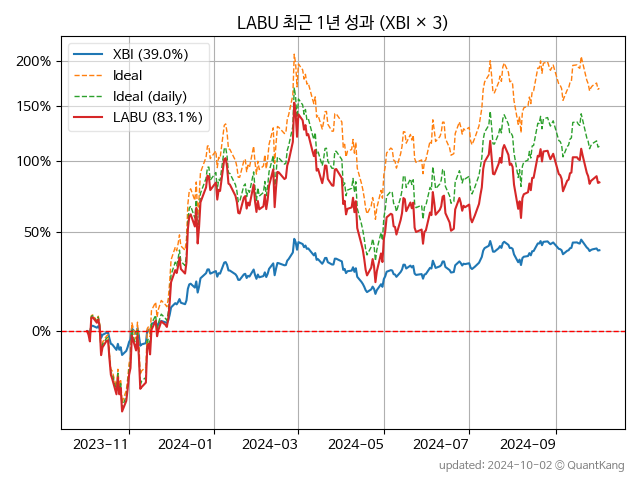 LABU 최근 1년 성과 (XBI × 3)
XBI (39.0%)
Ideal
Ideal (daily)
LABU (83.1%)
200%
150%
100%
50%
0%
2023-11 2024-01 2024-03 2024-05 2024-07 2024-09
updated: 2024-10-02 © QuantKang